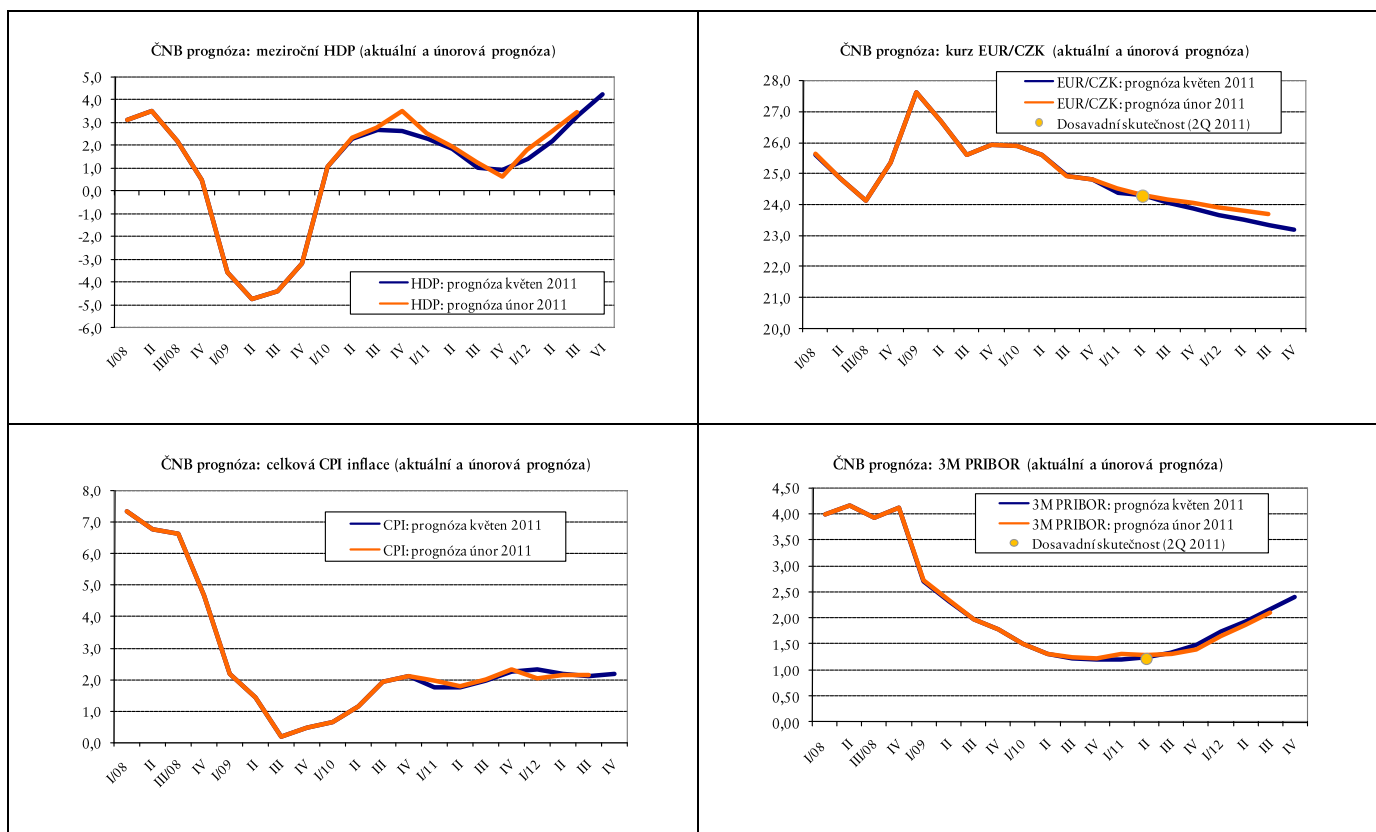 ČNB prognóza: meziroční HDP (aktuální a únorová prognóza)
5,0
4,0
3,0
2,0
1,0
0,0
-1,0
-2,0
-3,0
-4,0
-5,0
-6,0
HDP: prognóza květen 2011
HDP: prognóza únor 2011
I/08
II
III/08
IV
I/09
II
III
IV
I/10
II
III
IV
I/11
II
III
IV
I/12
II
III
VI
ČNB prognóza: kurz EUR/CZK (aktuální a únorová prognóza)
28,0
27,0
26,0
25,0
24,0
23,0
22,0
21,0
20,0
EUR/CZK: prognóza květen 2011
EUR/CZK: prognóza únor 2011
Dosavadní skutečnost (2Q 2011)
I/08
II
III/08
IV
I/09
II
III
IV
I/10
II
III
IV
I/11
II
III
IV
I/12
II
III
IV
ČNB prognóza: celková CPI inflace (aktuální a únorová prognóza)
8,0
7,0
6,0
5,0
4,0
3,0
2,0
1,0
0,0
CPI: prognóza květen 2011
CPI: prognóza únor 2011
I/08
II
III/08
IV
I/09
II
III
IV
I/10
II
III
IV
I/11
II
III
IV
I/12
II
III
IV
ČNB prognóza: 3M PRIBOR (aktuální a únorová prognóza)
4,50
4,00
3,50
3,00
2,50
2,00
1,50
1,00
0,50
0,00
3M PRIBOR: prognóza květen 2011
3M PRIBOR: prognóza únor 2011
Dosavadní skutečnost (2Q 2011)
I/08
II
III/08
IV
I/09
II
III
IV
I/10
II
III
IV
I/11
II
III
IV
I/12
II
III
IV